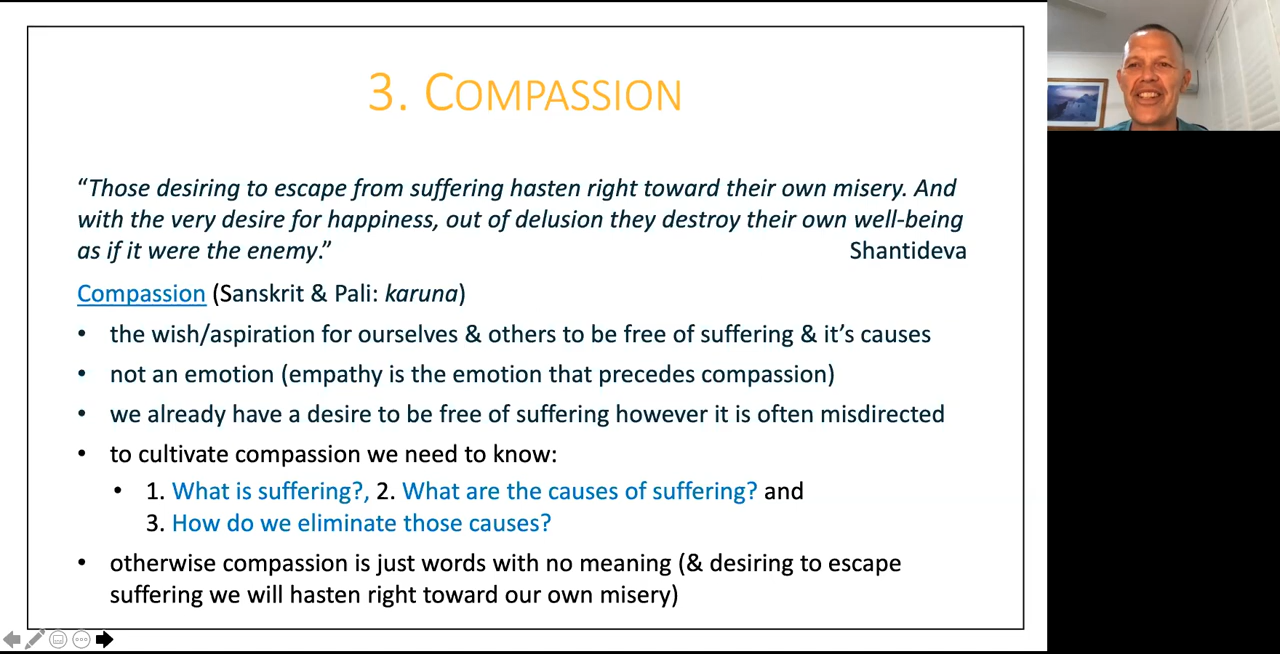 3. COMPASSION
“Those desiring to escape from suffering hasten right toward their own misery. And
with the very desire for happiness, out of delusion they destroy their own well-being
as if it were the enemy.” Shantideva
Compassion (Sanskrit & Pali: karuna)
• the wish/aspiration for ourselves & others to be free of suffering & it’s causes
• not an emotion (empathy is the emotion that precedes compassion)
• we already have a desire to be free of suffering however it is often misdirected
• to cultivate compassion we need to know:
• 1. What is suffering?, 2. What are the causes of suffering? and
3. How do we eliminate those causes?
• otherwise compassion is just words with no meaning (& desiring to escape
suffering we will hasten right toward our own misery)